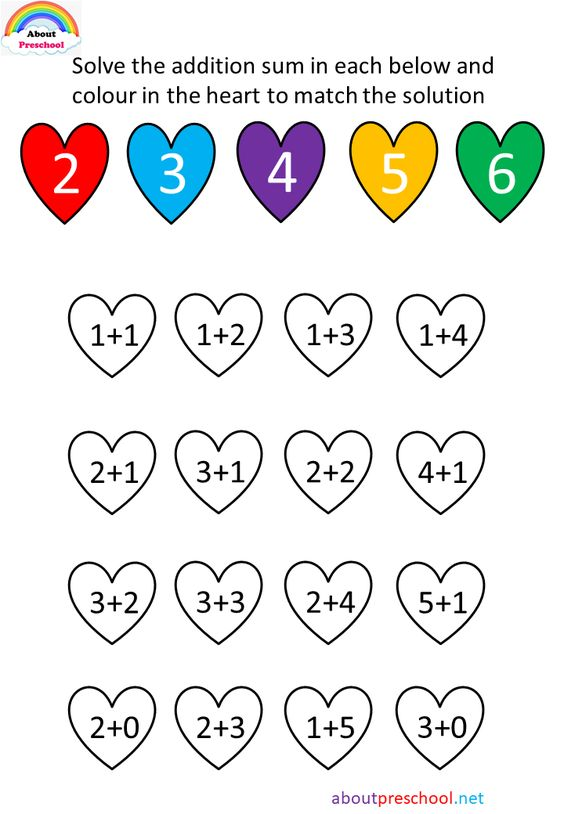 About
Preschool
Solve the addition sum in each below and
colour in the heart to match the solution
2 3 4 5 6
1+1 1+2 1+3 1+4
2+1 3+1 2+2 4+1
3+2 3+3 2+4 5+1
2+0 2+3 1+5 3+0
aboutpreschool.net